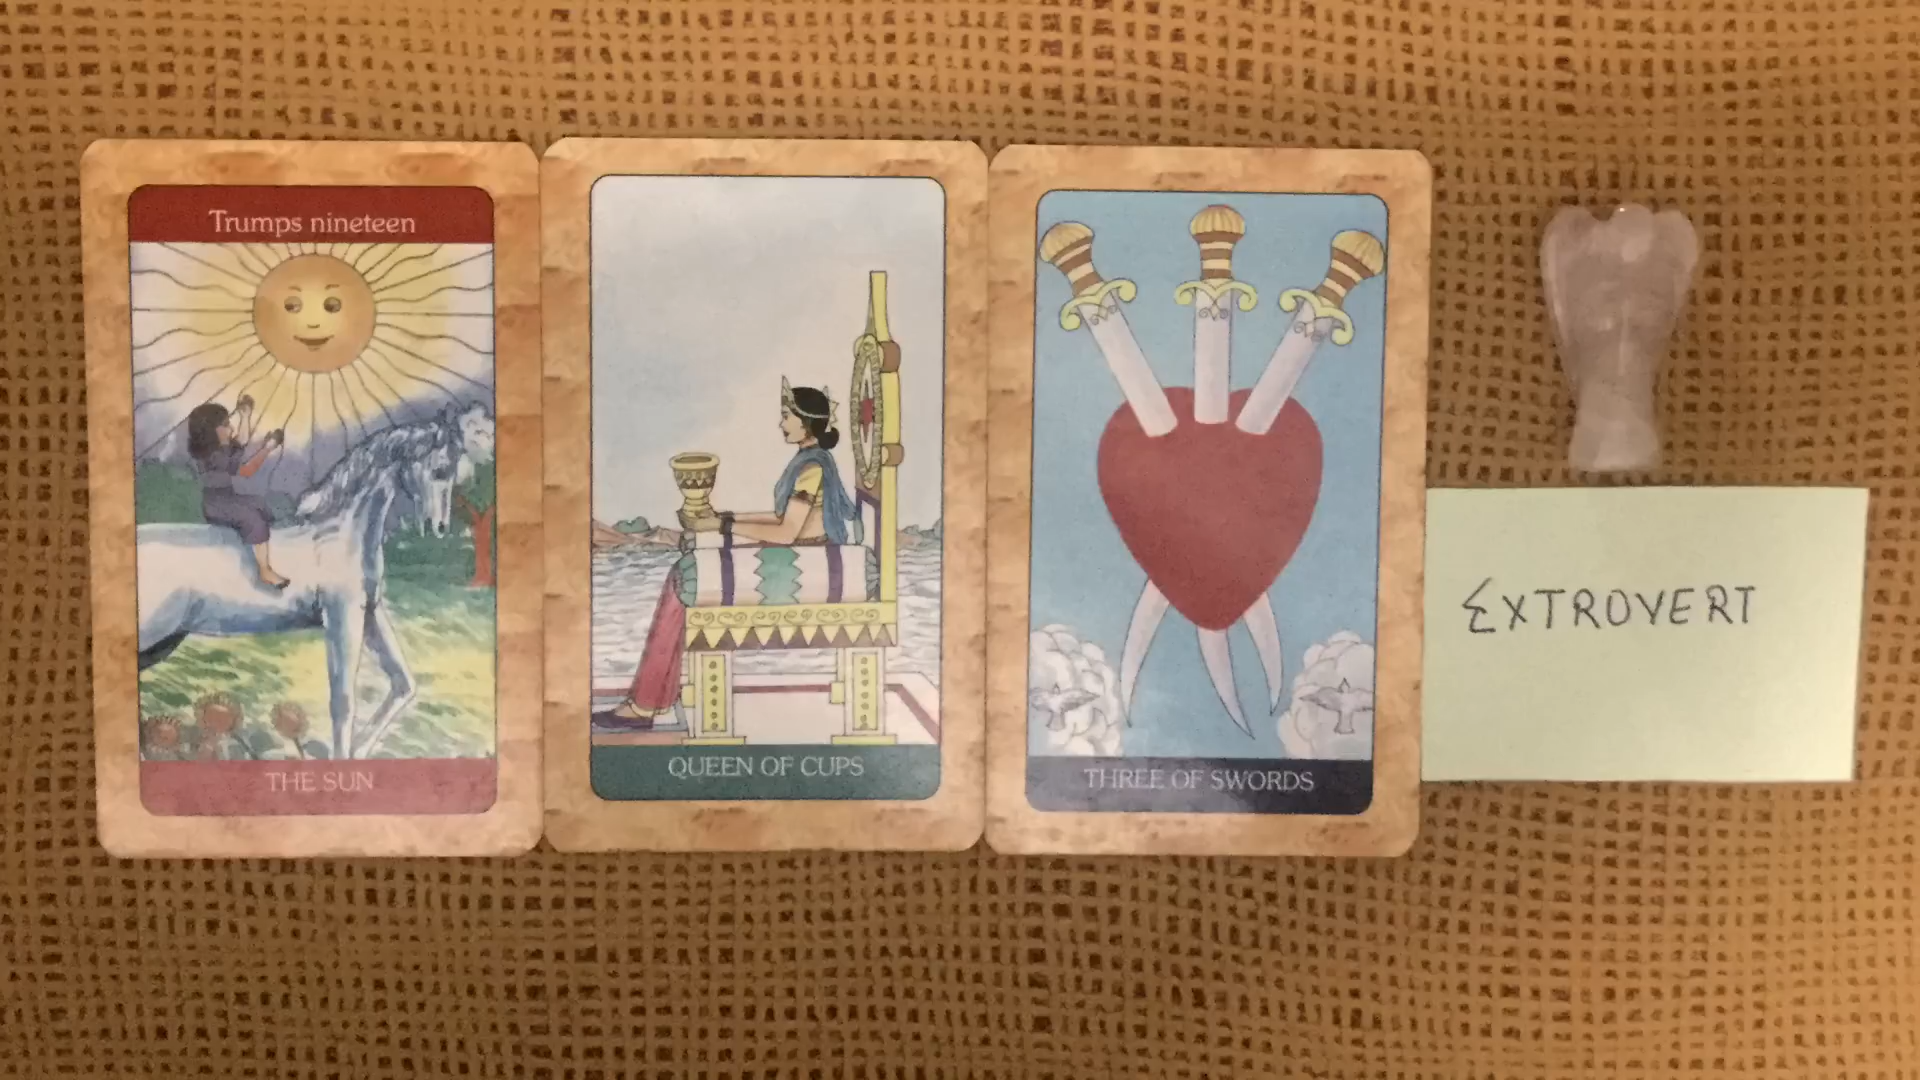 Trumps nineteen
THE SUN
QUEEN OF CUPS
THREE OF SWORDS
EXTROVERT